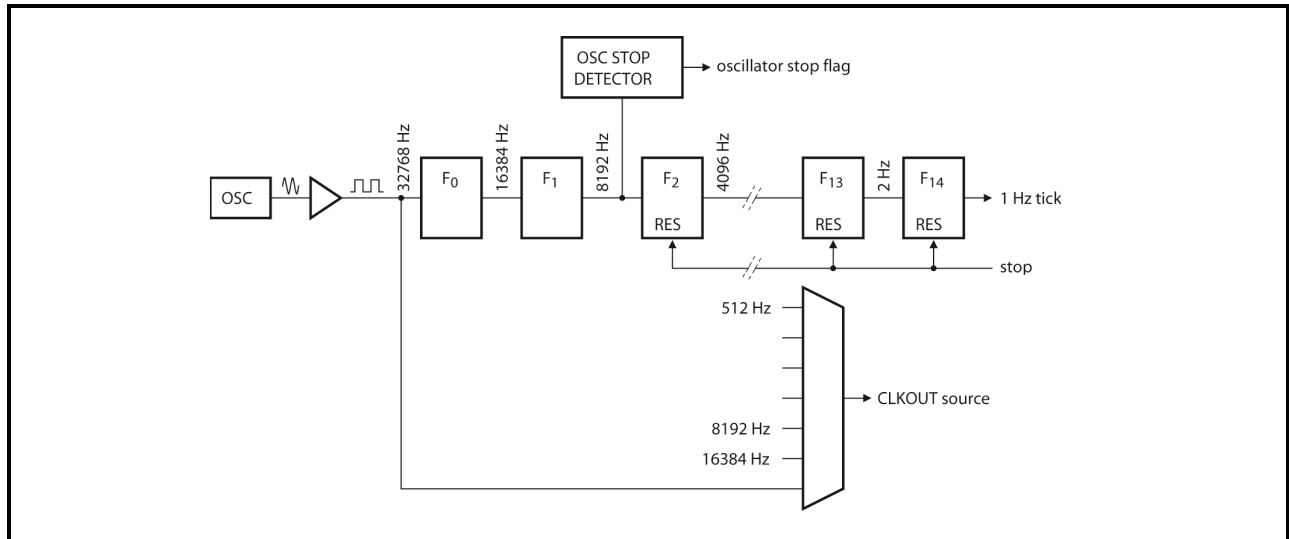 OSC STOP
DETECTOR
oscillator stop flag
OSC
32768 Hz
F0
16384 Hz
F1
8192 Hz
F2
RES
4096 Hz
F13
RES
2 Hz
F14
RES
1 Hz tick
stop
512 Hz
CLKOUT source
8192 Hz
16384 Hz